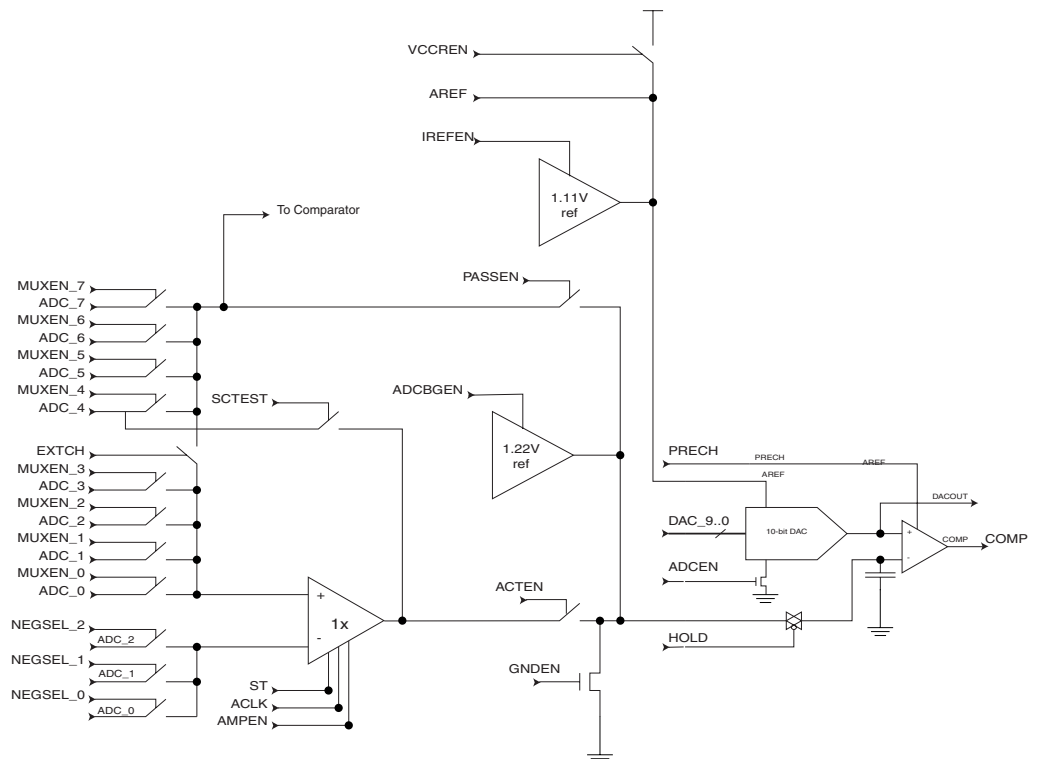 VCCREN
AREF
IREFEN
1.11V
ref
To Comparator
PASSEN
MUXEN_7
ADC_7
MUXEN_6
ADC_6
MUXEN_5
ADC_5
MUXEN_4
ADC_4
SCTEST
ADCBGEN
1.22V
ref
EXTCH
MUXEN_3
ADC_3
MUXEN_2
ADC_2
MUXEN_1
ADC_1
MUXEN_0
ADC_0
PRECH
PRECH
AREF
AREF
DACOUT
DAC_9..0
10-bit DAC
+
-
COMP
COMP
ADCEN
ACTEN
+
1x
-
NEGSEL_2
ADC_2
NEGSEL_1
ADC_1
NEGSEL_0
ADC_0
HOLD
GNDEN
ST
ACLK
AMPEN